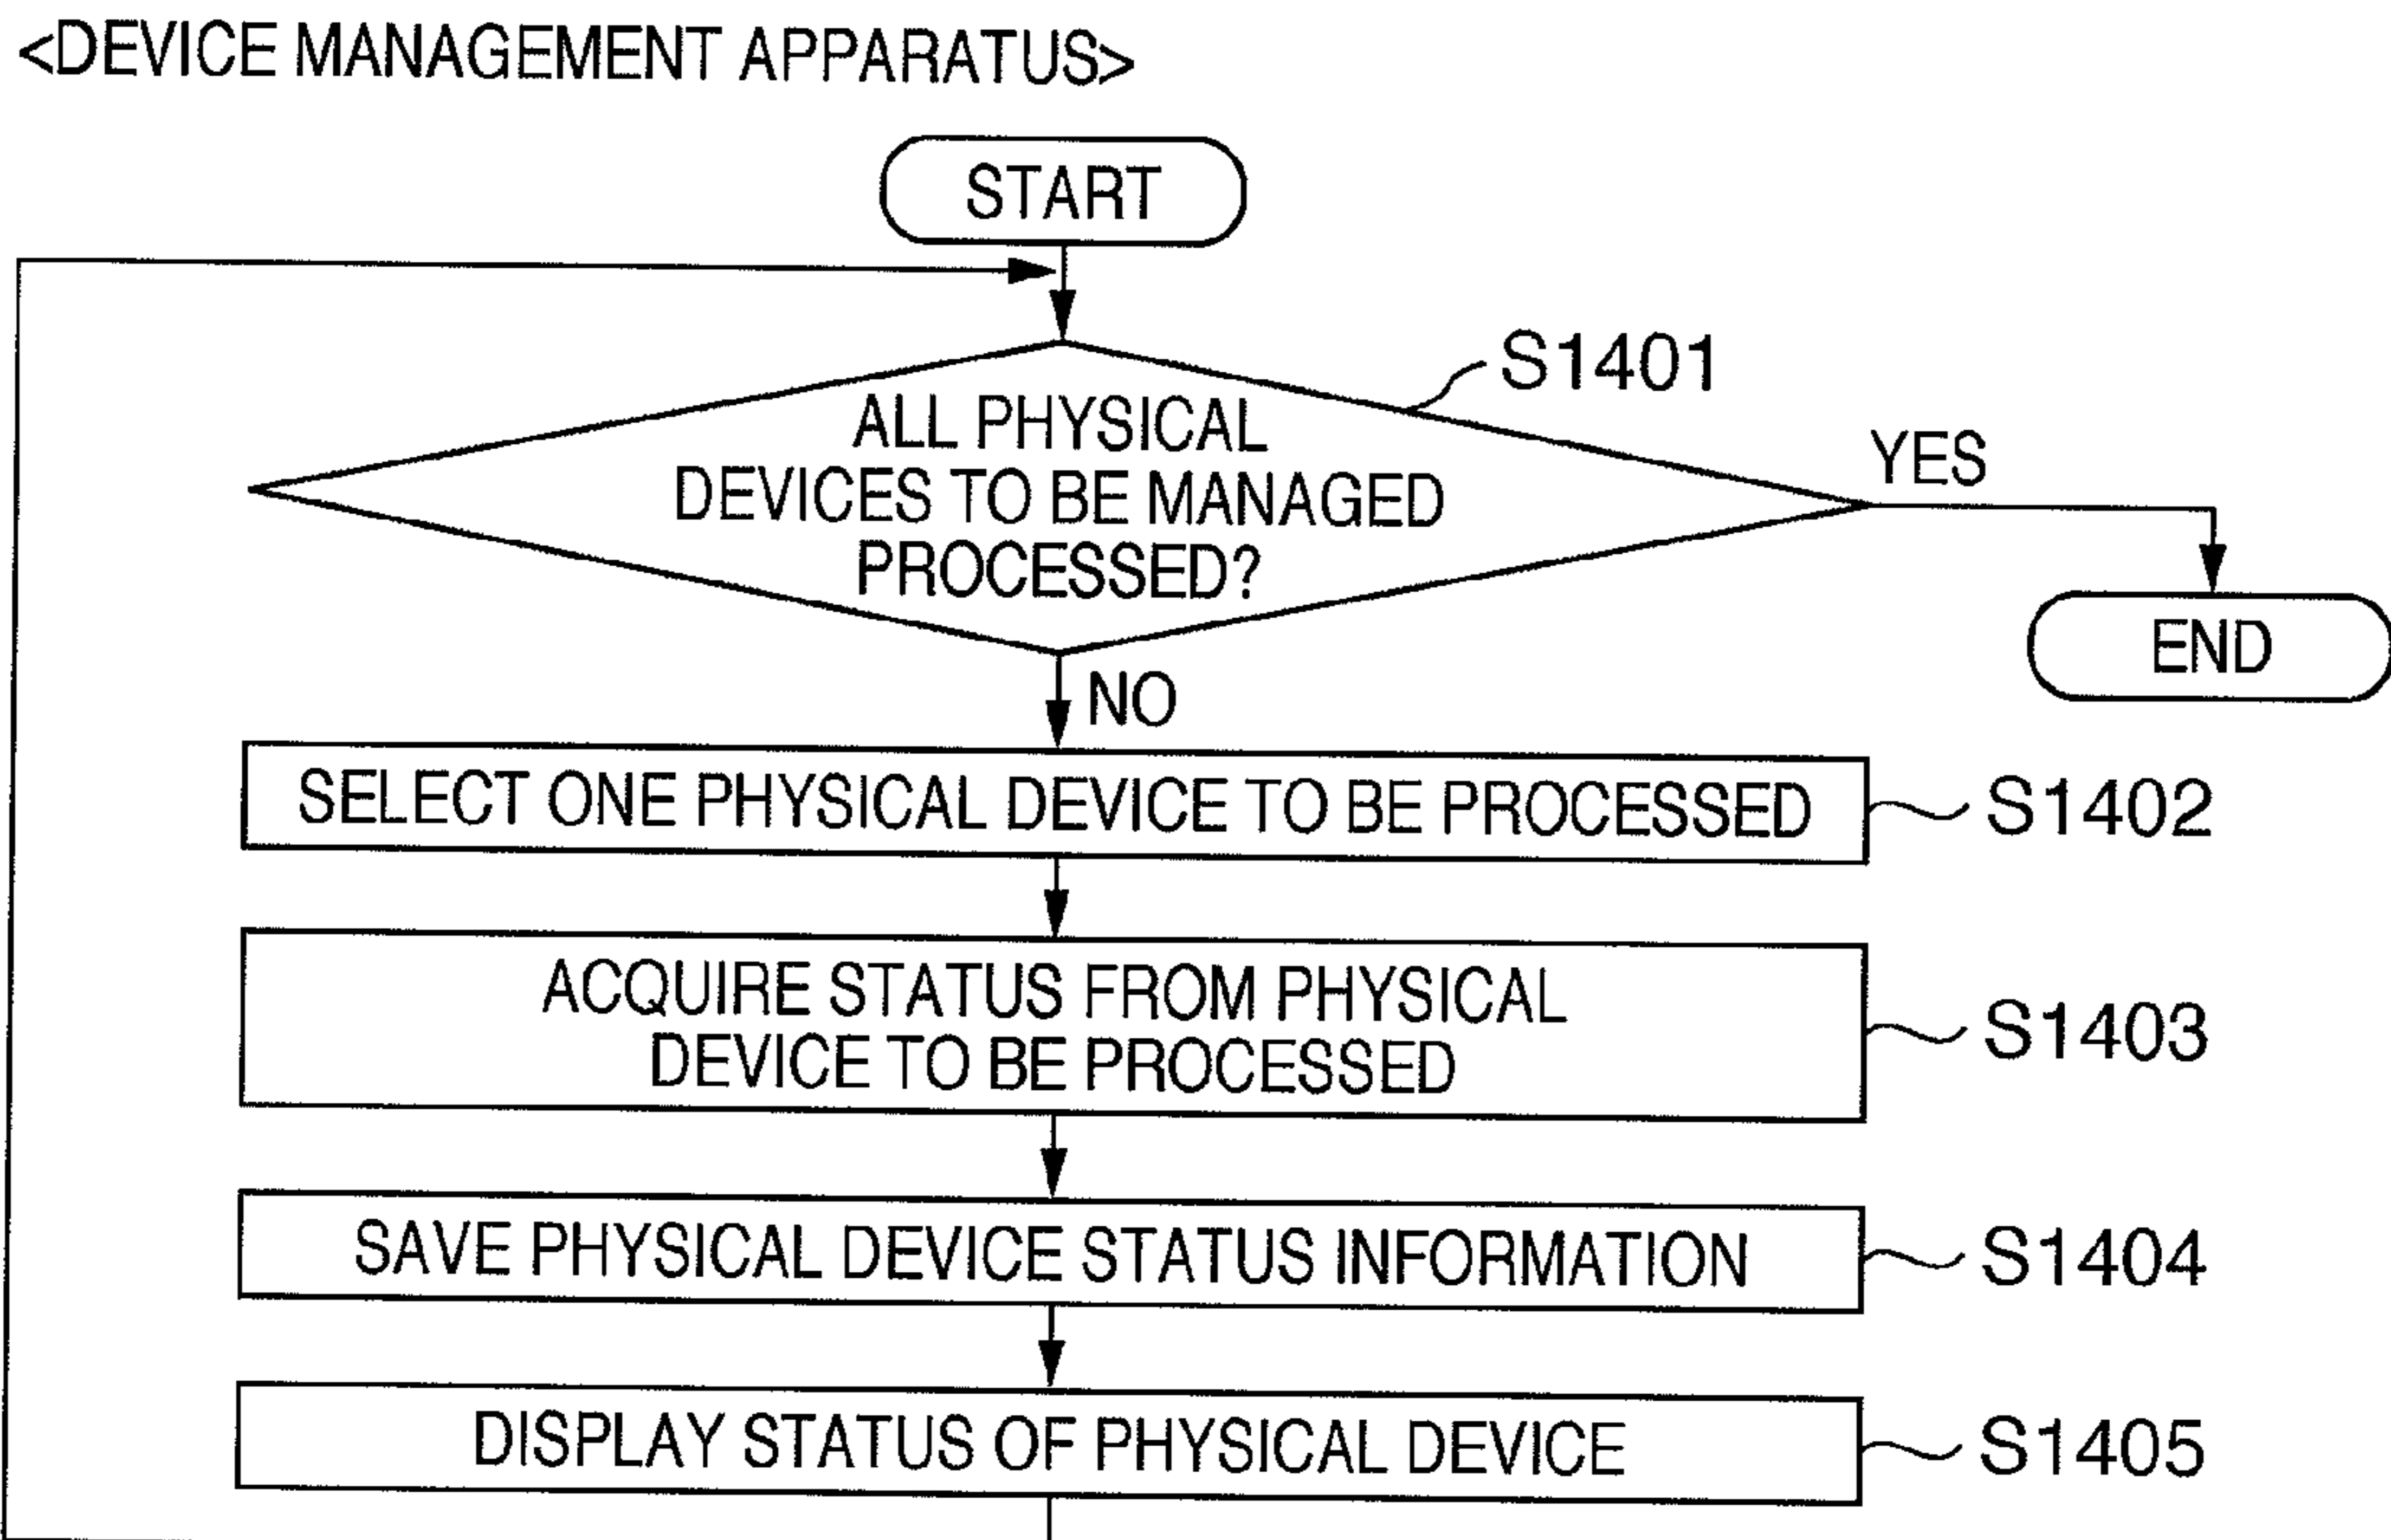 <DEVICE MANAGEMENT APPARATUS>
START
S1401
ALL PHYSICAL
DEVICES TO BE MANAGED
PROCESSED?
YES
END
NO
SELECT ONE PHYSICAL DEVICE TO BE PROCESSED
S1402
ACQUIRE STATUS FROM PHYSICAL
DEVICE TO BE PROCESSED
S1403
SAVE PHYSICAL DEVICE STATUS INFORMATION
S1404
DISPLAY STATUS OF PHYSICAL DEVICE
S1405